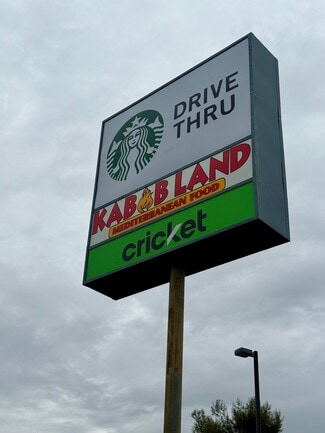 DRIVE
THRU
KABOB LAND
MEDITERRANEAN FOOD
cricket